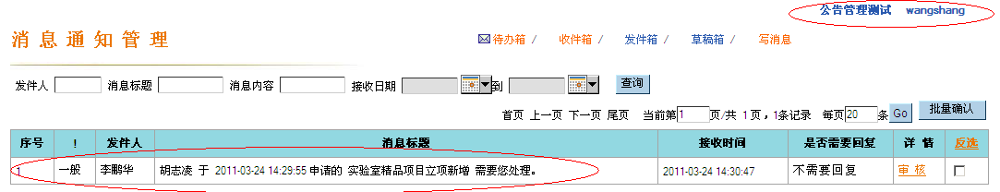 公告管理测试 wangshang
消息通知管理
待办箱 / 收件箱 / 发件箱 / 草稿箱 / 写消息
发件人 消息标题 消息内容 接收日期 到 查询
首页 上一页 下一页 尾页 当前第1页/共 1 页，1条记录 每页20条 Go 批量确认
序号 ! 发件人 消息标题 接收时间 是否需要回复 详 情 反选
1 一般 李鹏华 胡志凌 于 2011-03-24 14:29:55 申请的 实验室精品项目立项新增 需要您处理。 2011-03-24 14:30:47 不需要回复 审 核